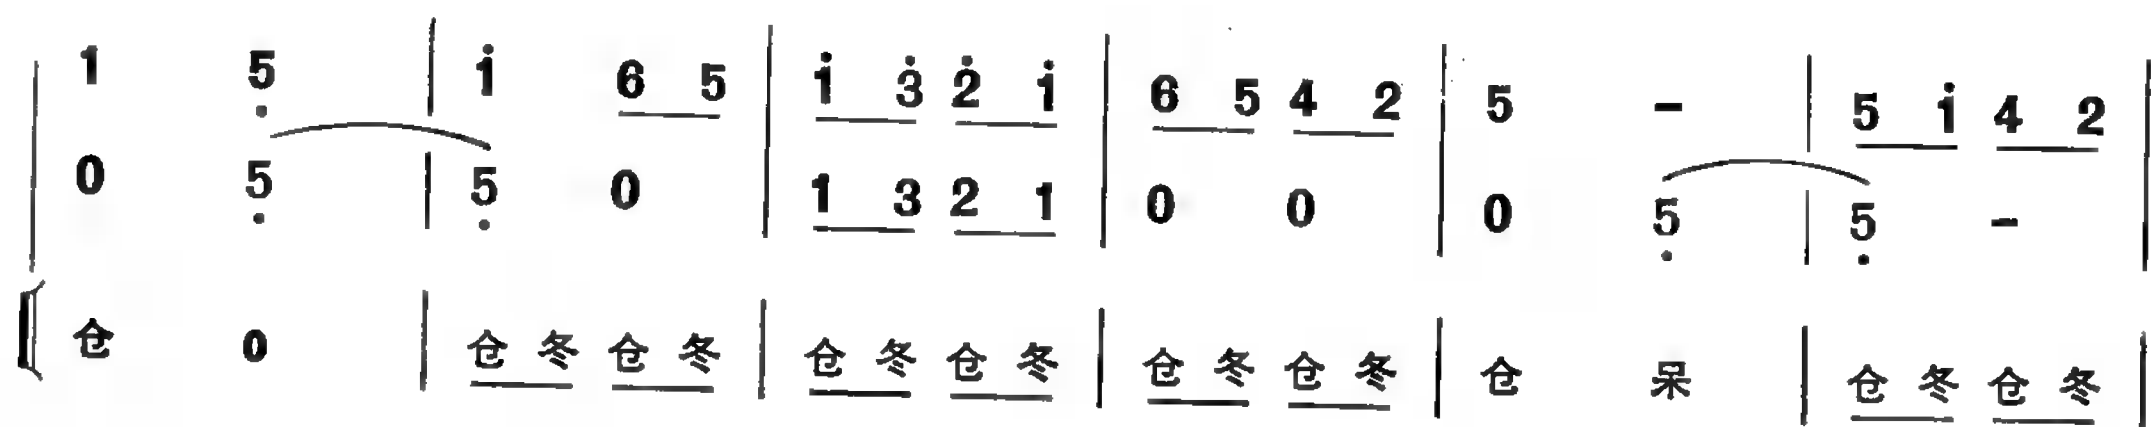 1 5̣ | i̇ 6 5 | i̇ 3̇ 2̇ i̇ | 6 5 4 2 | 5 - | 5 i̇ 4 2 |
0 5̣ | 5̣ 0 | 1 3 2 1 | 0 0 | 0 5̣ | 5̣ - |
仓 0 | 仓 冬 仓 冬 | 仓 冬 仓 冬 | 仓 冬 仓 冬 | 仓 呆 | 仓 冬 仓 冬 |